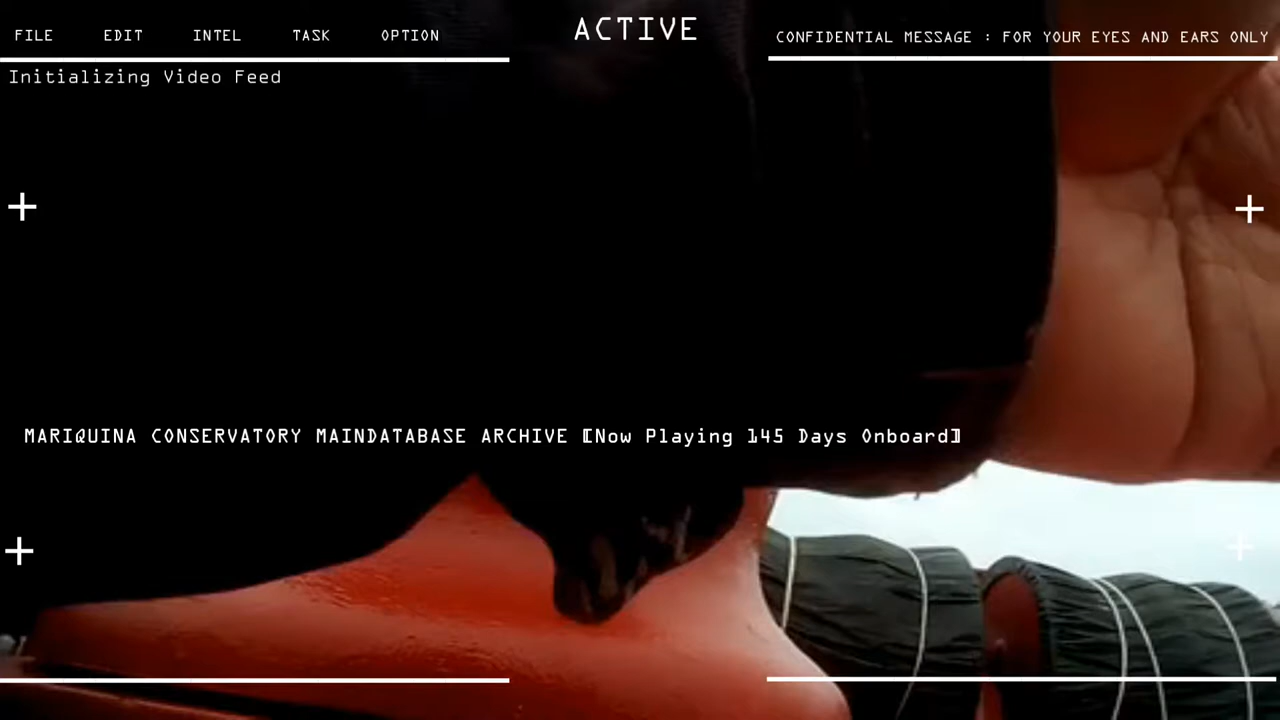 FILE EDIT INTEL TASK OPTION
ACTIVE
CONFIDENTIAL MESSAGE : FOR YOUR EYES AND EARS ONLY
Initializing Video Feed
MARIQUINA CONSERVATORY MAINDATABASE ARCHIVE [Now Playing 145 Days Onboard]